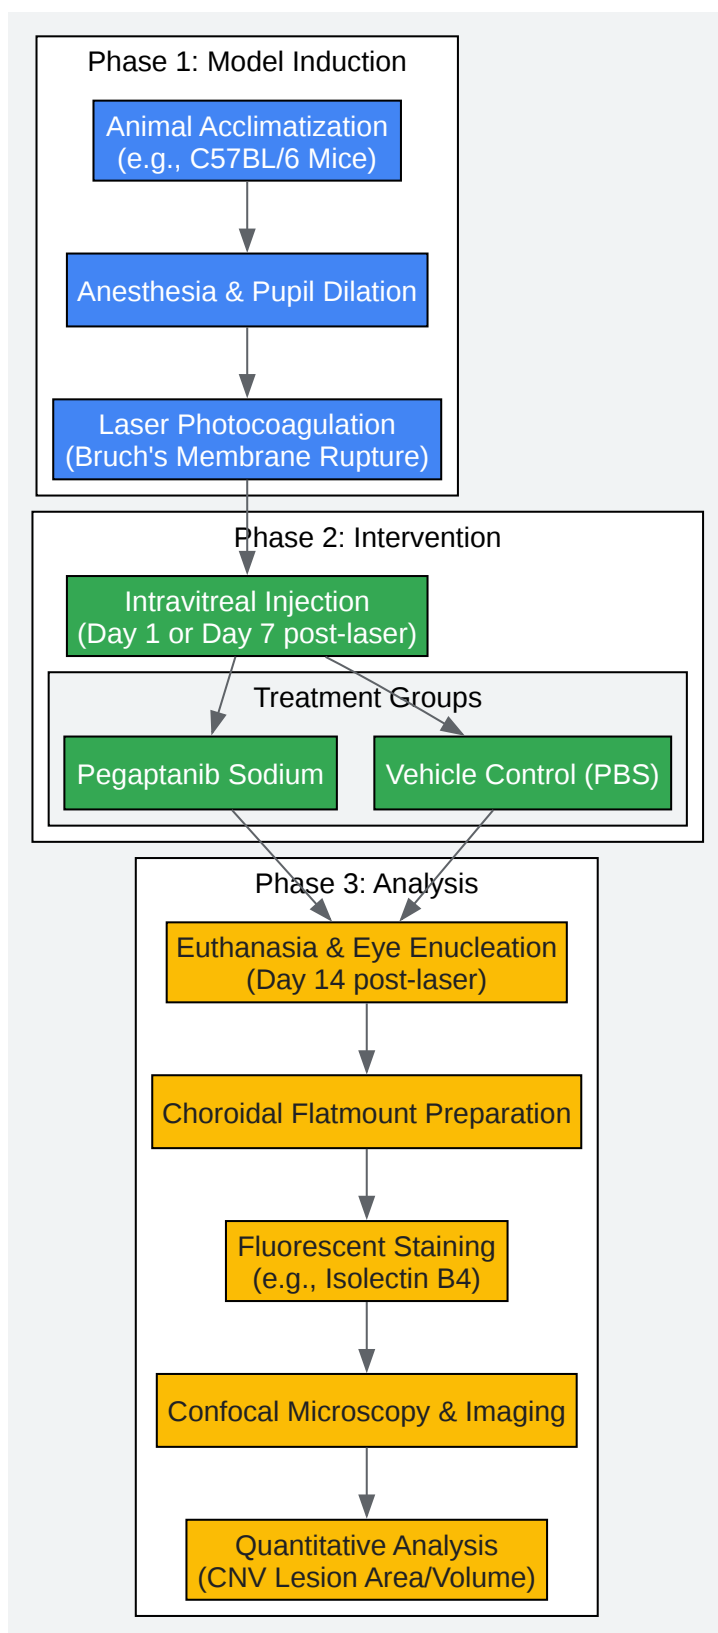 Phase 1: Model Induction
Animal Acclimatization
(e.g., C57BL/6 Mice)
Anesthesia & Pupil Dilation
Laser Photocoagulation
(Bruch's Membrane Rupture)
Phase 2: Intervention
Intravitreal Injection
(Day 1 or Day 7 post-laser)
Treatment Groups
Pegaptanib Sodium
Vehicle Control (PBS)
Phase 3: Analysis
Euthanasia & Eye Enucleation
(Day 14 post-laser)
Choroidal Flatmount Preparation
Fluorescent Staining
(e.g., Isolectin B4)
Confocal Microscopy & Imaging
Quantitative Analysis
(CNV Lesion Area/Volume)